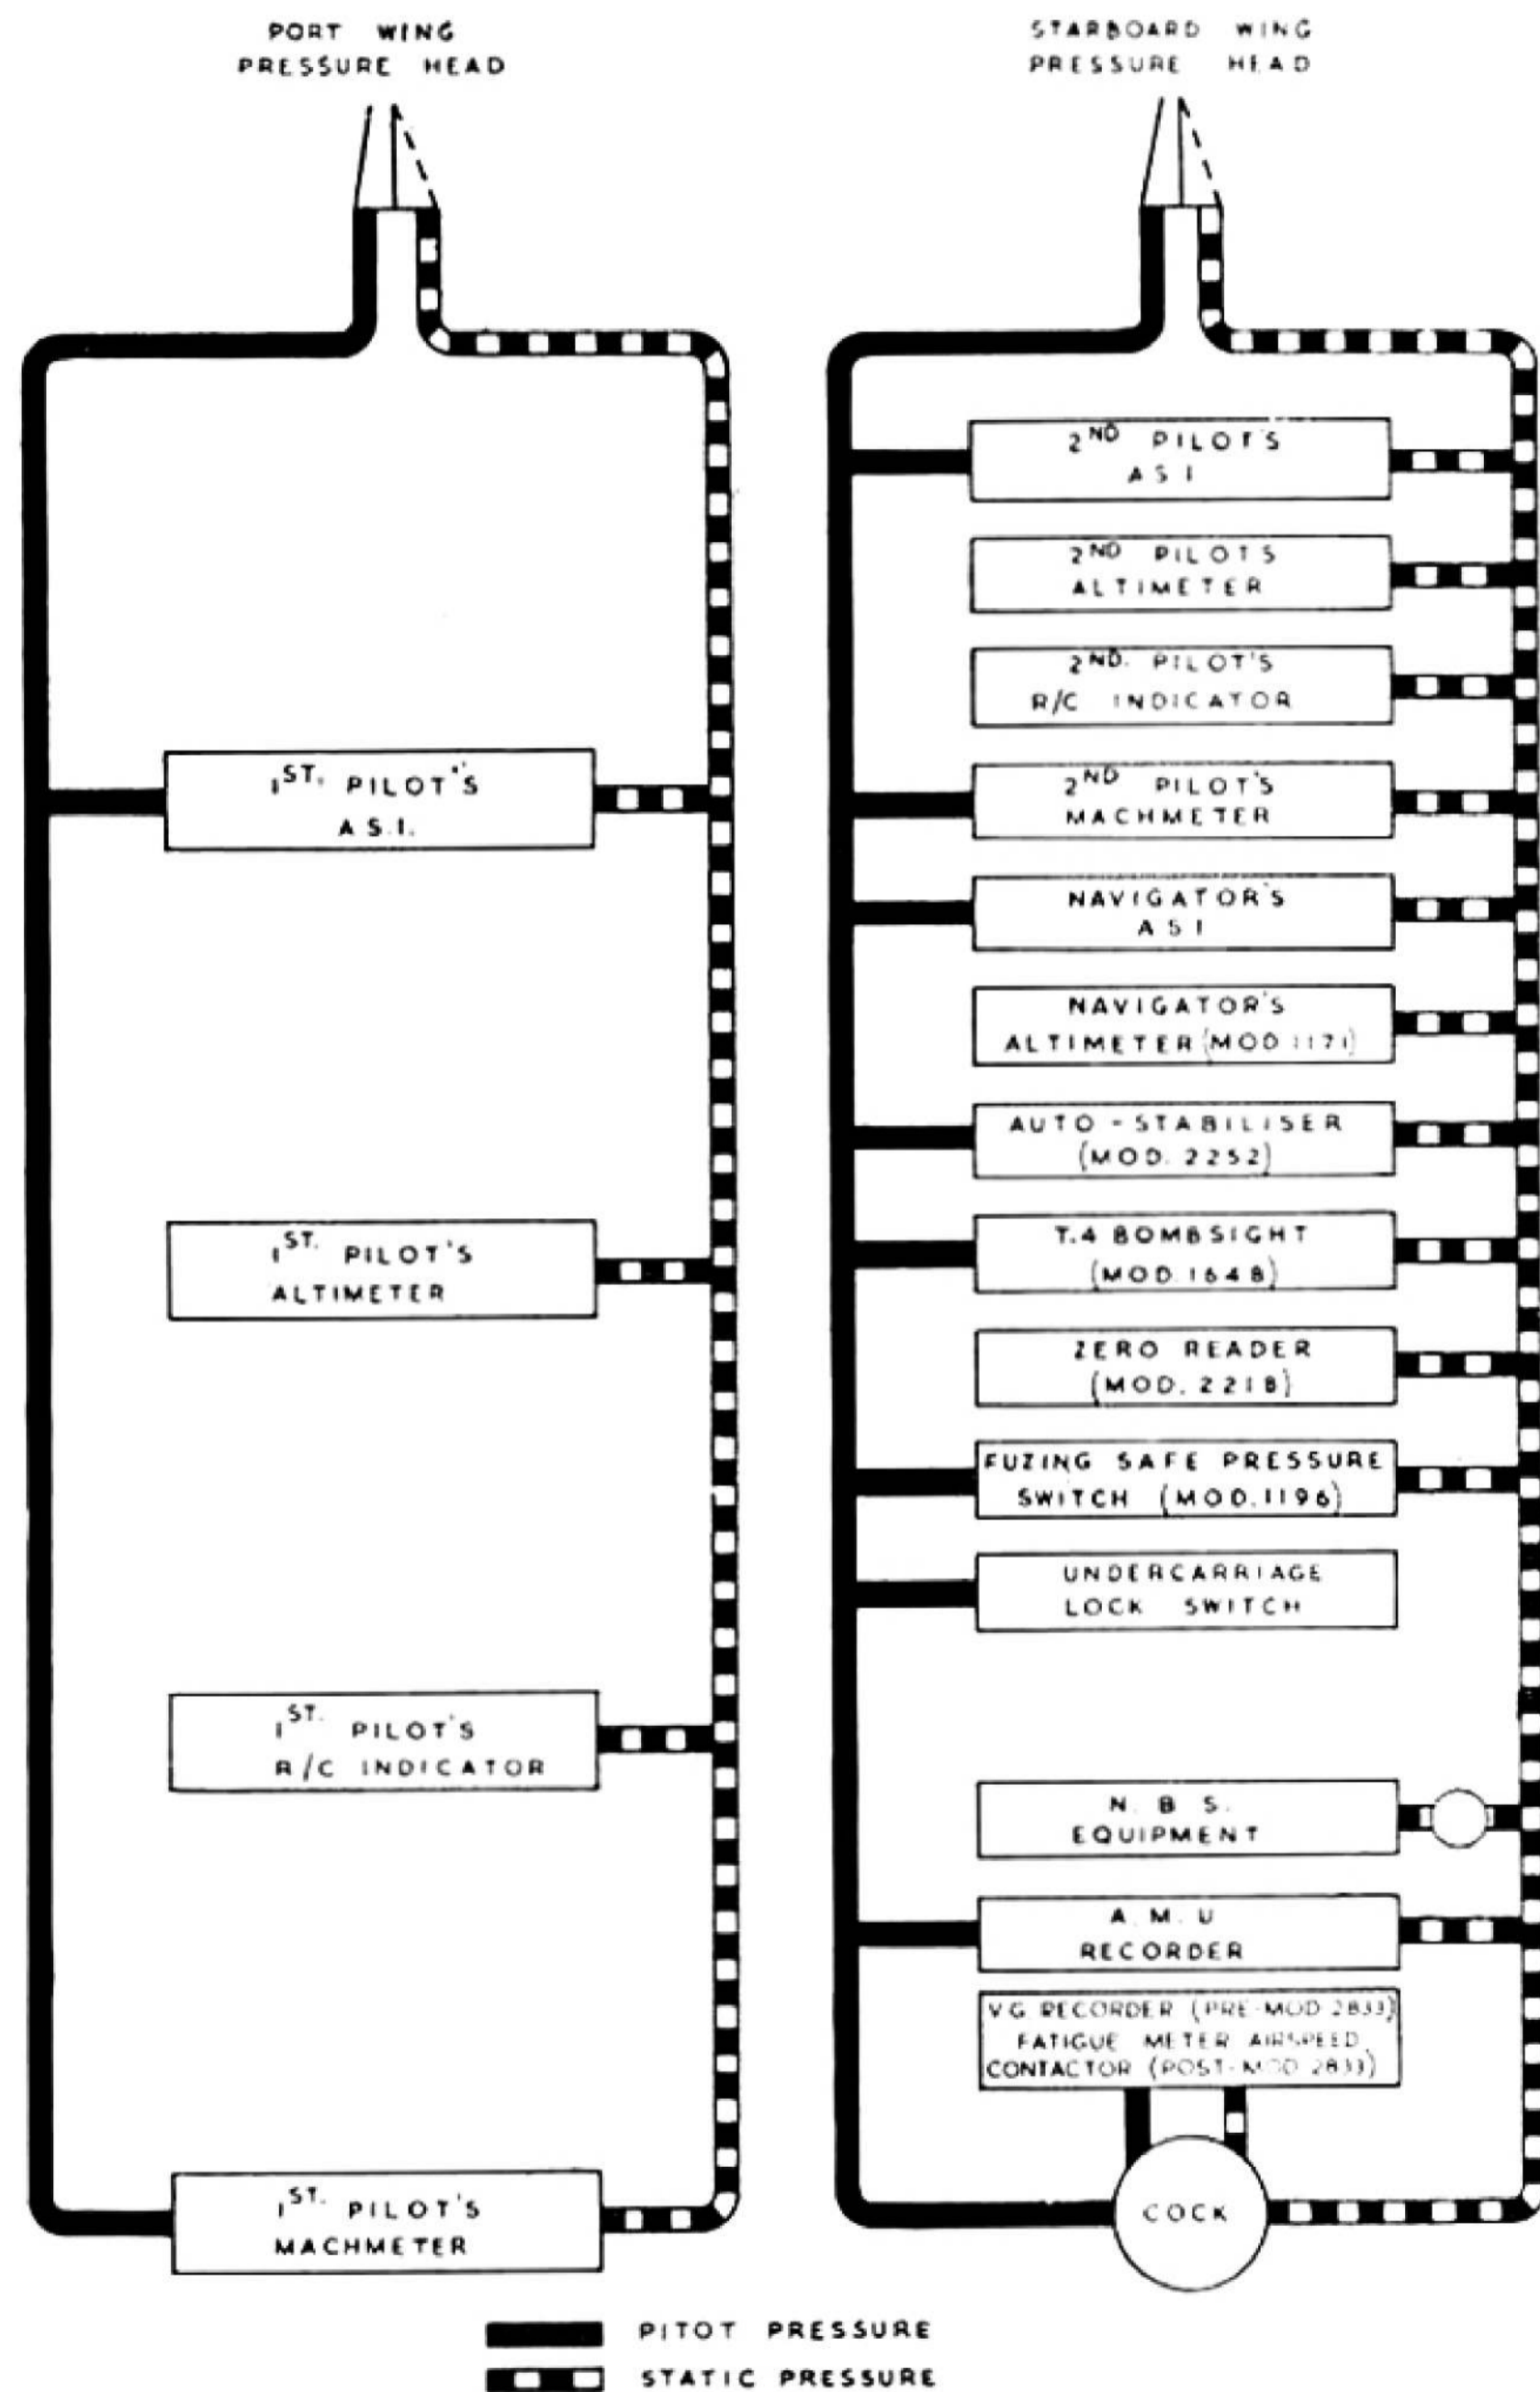 PORT WING
PRESSURE HEAD
STARBOARD WING
PRESSURE HEAD
1ST. PILOT'S
A.S.I.
1ST. PILOT'S
ALTIMETER
1ST. PILOT'S
R/C INDICATOR
1ST. PILOT'S
MACHMETER
2ND PILOT'S
A S I
2ND PILOTS
ALTIMETER
2ND. PILOT'S
R/C INDICATOR
2ND PILOT'S
MACHMETER
NAVIGATOR'S
A S I
NAVIGATOR'S
ALTIMETER (MOD 1171)
AUTO - STABILISER
(MOD. 2252)
T.4 BOMBSIGHT
(MOD. 1648)
ZERO READER
(MOD. 2218)
FUZING SAFE PRESSURE
SWITCH (MOD. 1196)
UNDERCARRIAGE
LOCK SWITCH
N. B. S.
EQUIPMENT
A. M. U
RECORDER
V.G RECORDER (PRE-MOD 2833)
FATIGUE METER AIRSPEED
CONTACTOR (POST-MOD 2833)
COCK
PITOT PRESSURE
STATIC PRESSURE